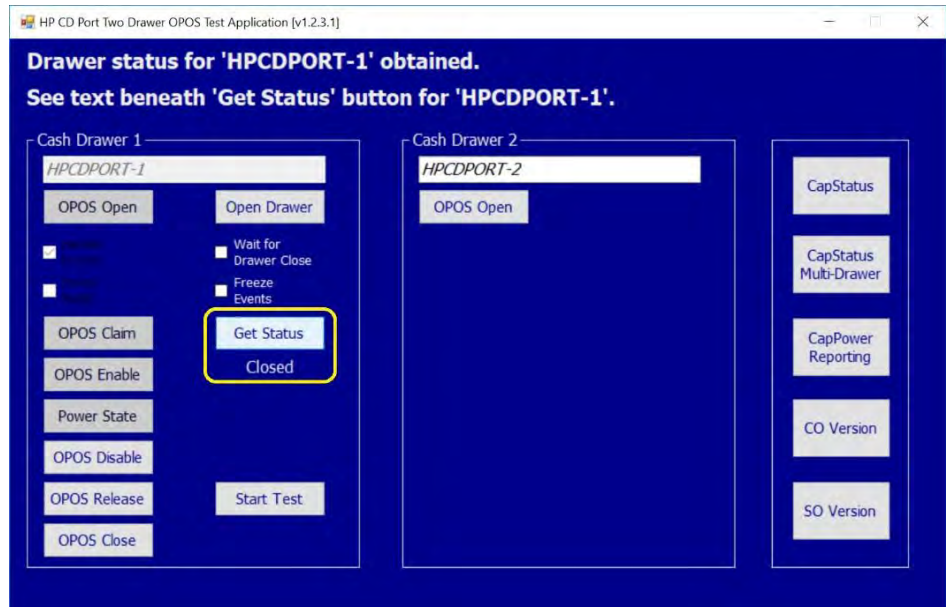 HP CD Port Two Drawer OPOS Test Application [v1.2.3.1]
Drawer status for 'HPCDPORT-1' obtained.
See text beneath 'Get Status' button for 'HPCDPORT-1'.
Cash Drawer 1
HPCDPORT-1
OPOS Open
Open Drawer
Wait for
Drawer Close
Freeze
Events
OPOS Claim
Get Status
Closed
OPOS Enable
Power State
OPOS Disable
OPOS Release
Start Test
OPOS Close
Cash Drawer 2
HPCDPORT-2
OPOS Open
CapStatus
CapStatus
Multi-Drawer
CapPower
Reporting
CO Version
SO Version